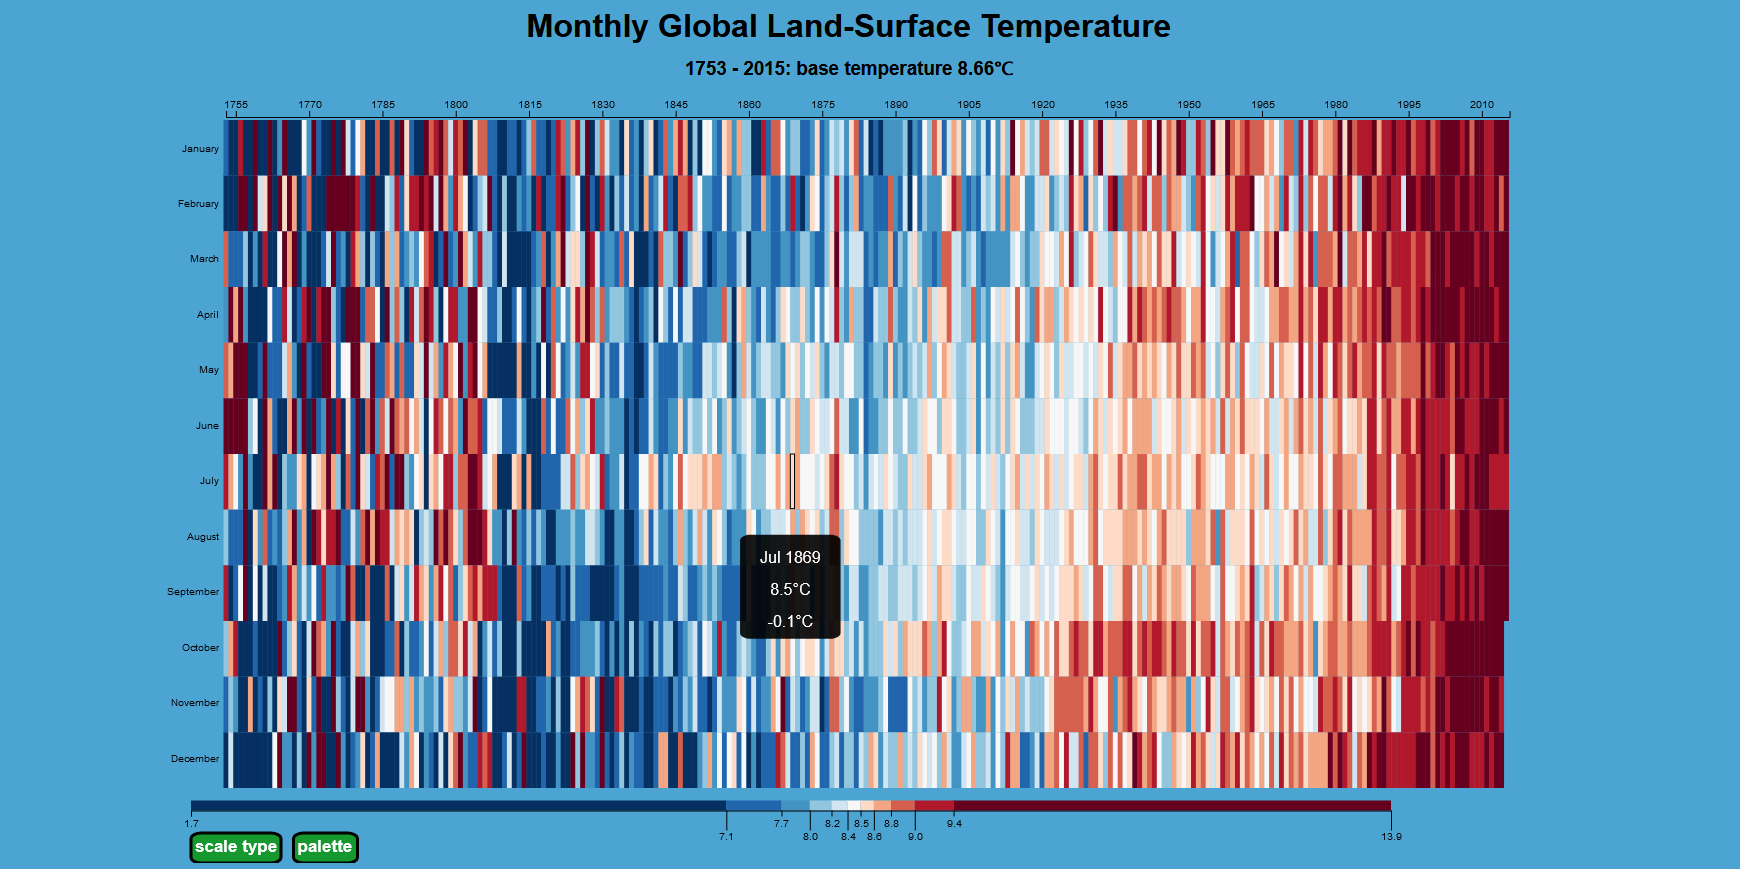 Monthly Global Land-Surface Temperature
1753 - 2015: base temperature 8.66℃
1755 1770 1785 1800 1815 1830 1845 1860 1875 1890 1905 1920 1935 1950 1965 1980 1995 2010
January
February
March
April
May
June
July
August
Jul 1869
8.5°C
September
-0.1°C
October
November
December
1.7 7.7 8.2 8.5 8.8 9.4
7.1 8.0 8.4 8.6 9.0 13.9
scale type palette